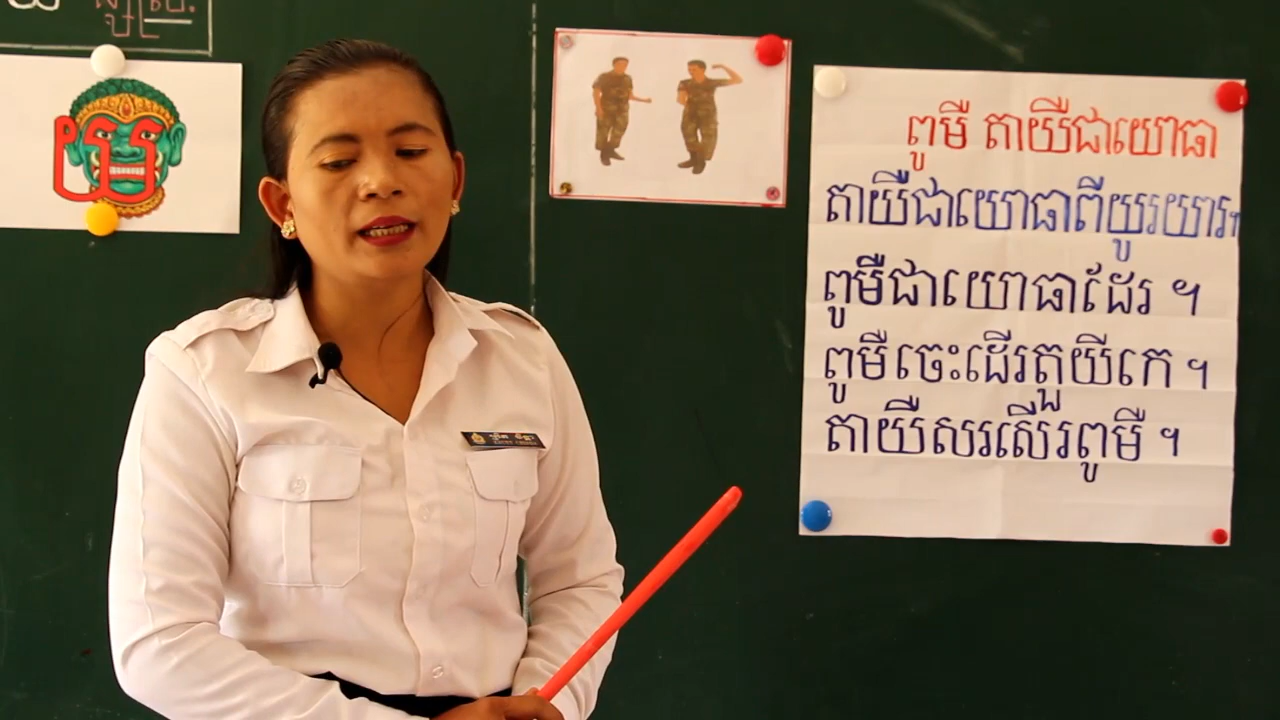 ពូមី តាយឺជាយោធា
តាយឺជាយោធាពីយូរយារ។
ពូមីជាយោធាដែរ ។
ពូមីចេះដើរតួយីកេ ។
តាយឺសរសើរពូមី ។